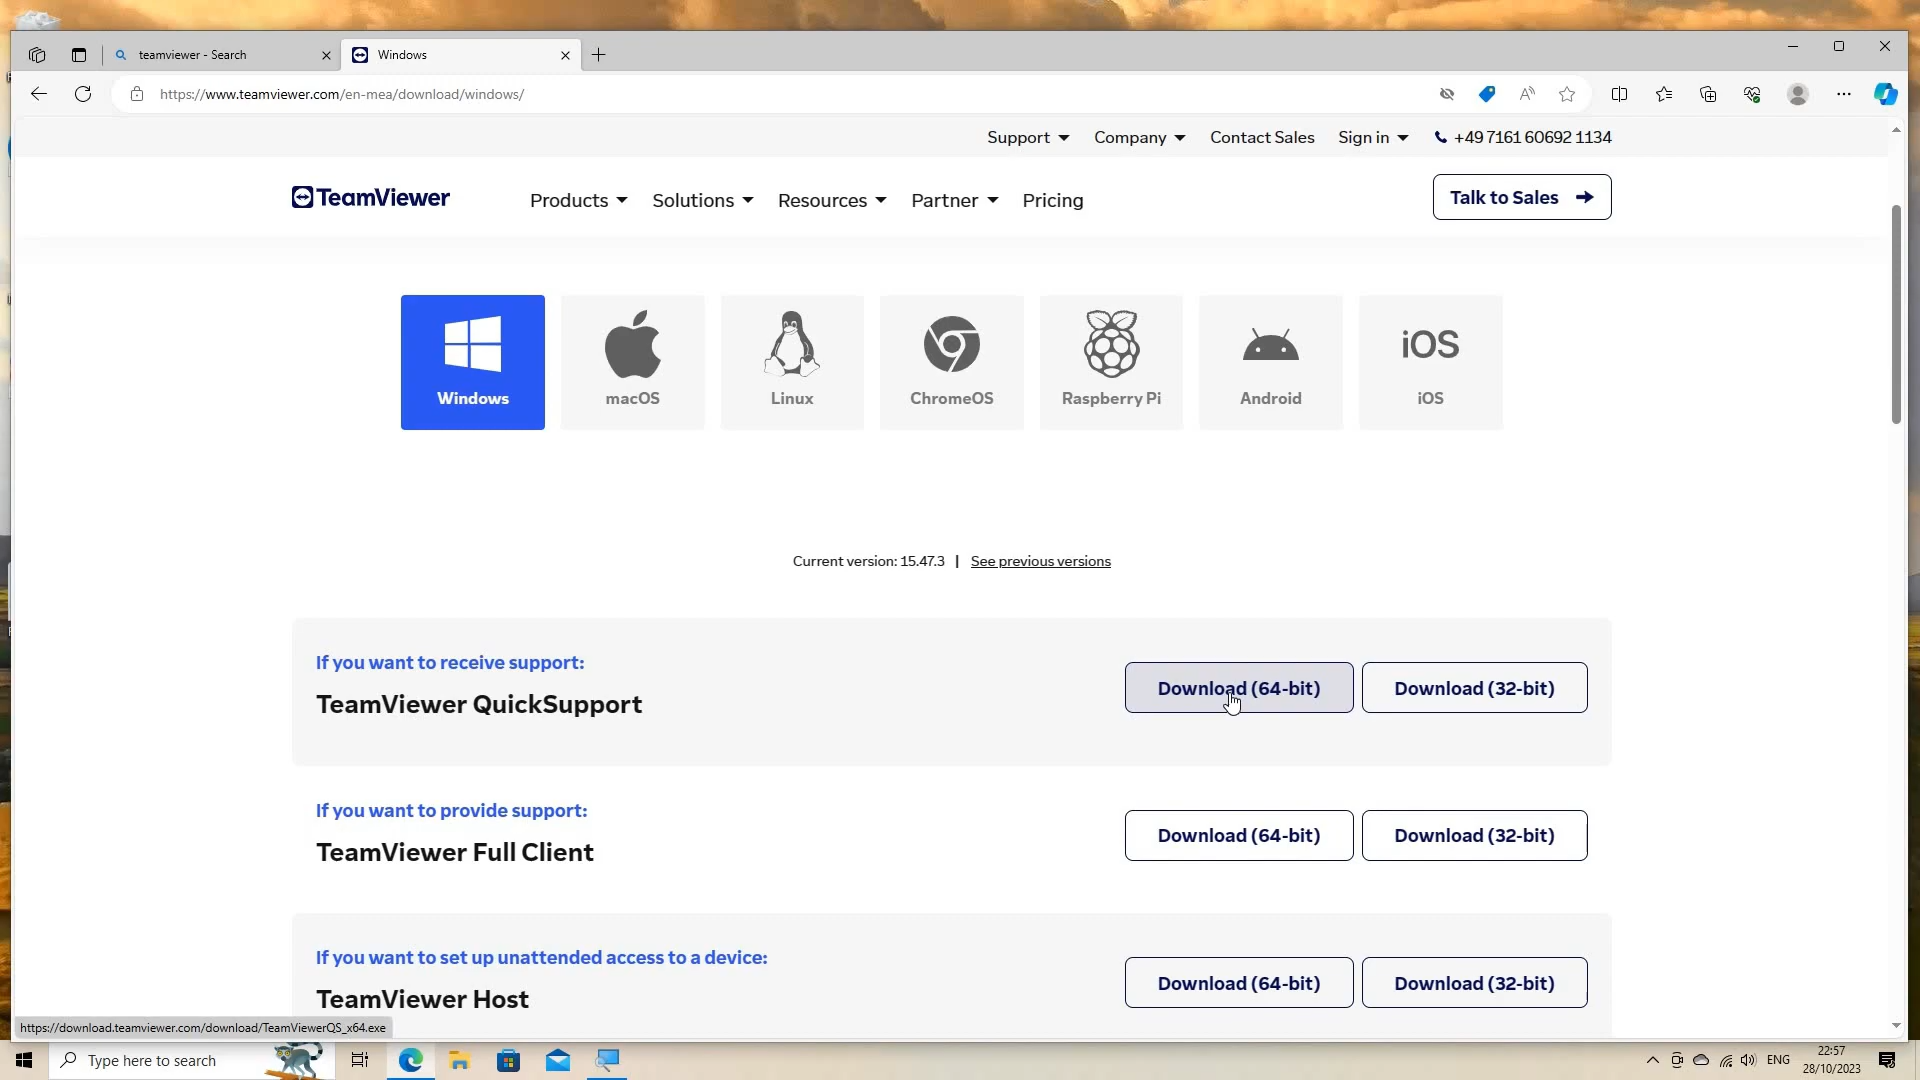 teamviewer - Search
Windows
https://www.teamviewer.com/en-mea/download/windows/
Support
Company
Contact Sales
Sign in
+49 7161 60692 1134
TeamViewer
Products
Solutions
Resources
Partner
Pricing
Talk to Sales
Windows
macOS
Linux
ChromeOS
Raspberry Pi
Android
iOS
iOS
Current version: 15.47.3 | See previous versions
If you want to receive support:
TeamViewer QuickSupport
Download (64-bit)
Download (32-bit)
If you want to provide support:
TeamViewer Full Client
Download (64-bit)
Download (32-bit)
If you want to set up unattended access to a device:
TeamViewer Host
Download (64-bit)
Download (32-bit)
https://download.teamviewer.com/download/TeamViewerQS_x64.exe
Type here to search
ENG
22:57
28/10/2023